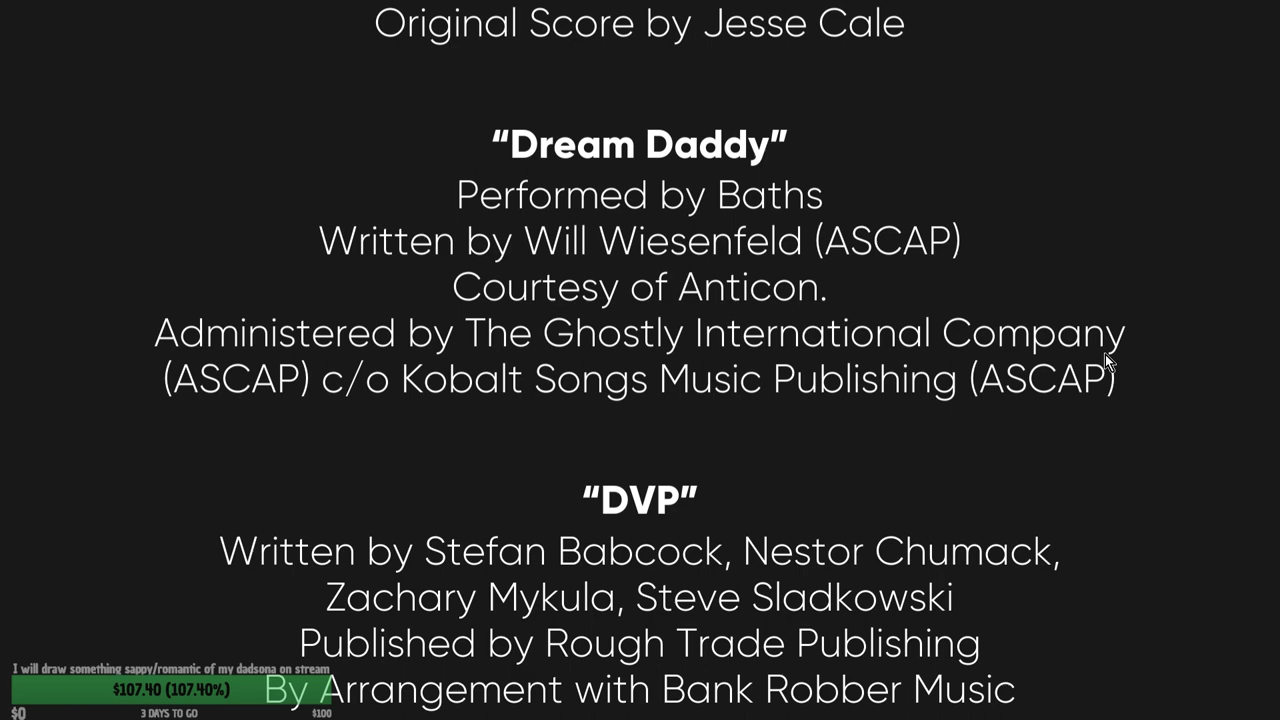 Original Score by Jesse Cale
“Dream Daddy”
Performed by Baths
Written by Will Wiesenfeld (ASCAP)
Courtesy of Anticon.
Administered by The Ghostly International Company
(ASCAP) c/o Kobalt Songs Music Publishing (ASCAP)
“DVP”
Written by Stefan Babcock, Nestor Chumack,
Zachary Mykula, Steve Sladkowski
Published by Rough Trade Publishing
By Arrangement with Bank Robber Music
I will draw something sappy/romantic of my dadsona on stream
$107.40 (107.40%)
$0 3 DAYS TO GO $100